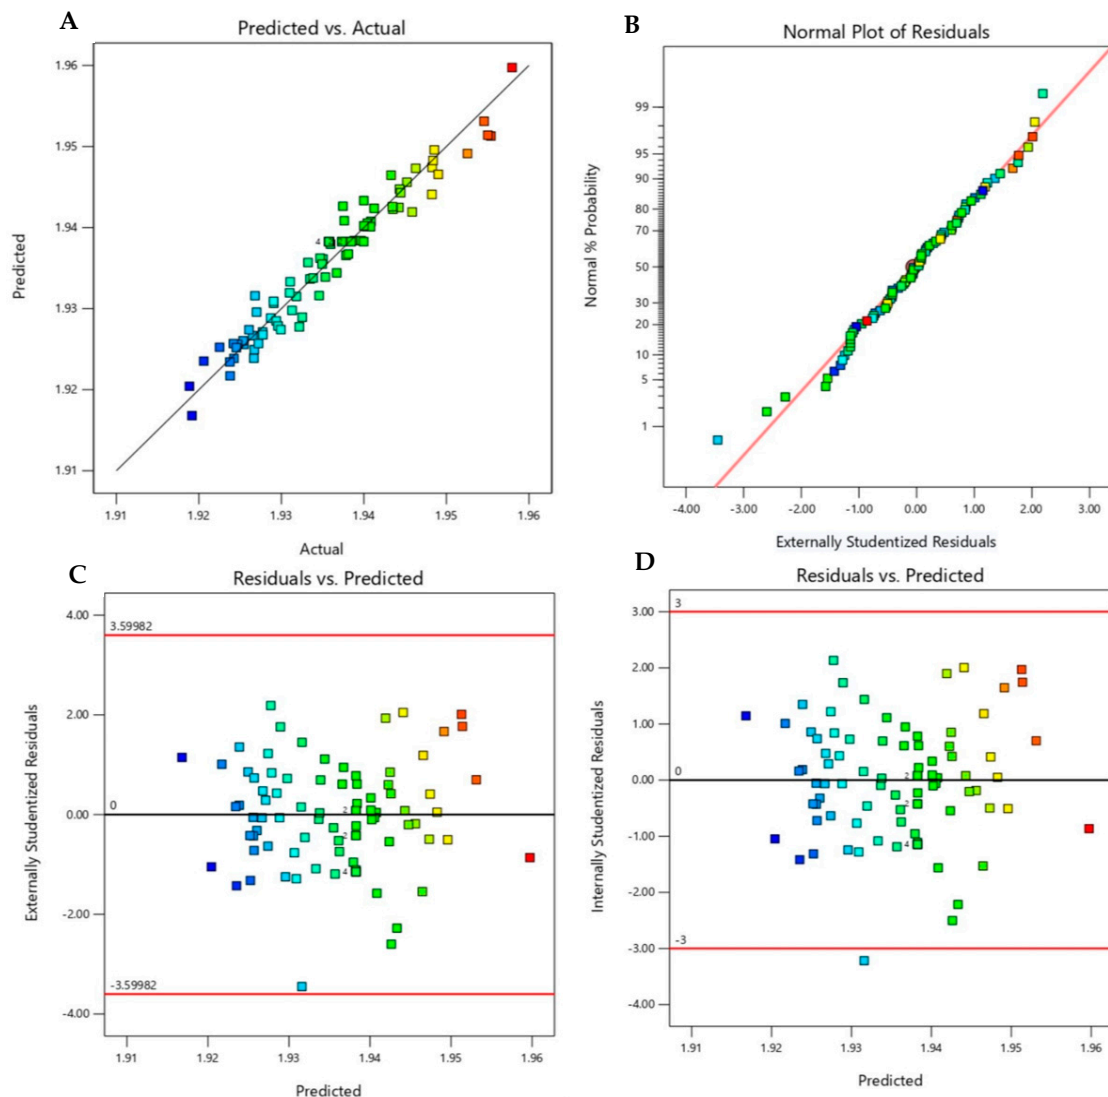 A
Predicted vs. Actual
1.96
1.95
1.94
1.93
1.92
1.91
Predicted
4
1.91 1.92 1.93 1.94 1.95 1.96
Actual
B
Normal Plot of Residuals
99
95
90
80
70
50
30
20
10
5
1
Normal % Probability
-4.00 -3.00 -2.00 -1.00 0.00 1.00 2.00 3.00
Externally Studentized Residuals
C
Residuals vs. Predicted
4.00
2.00
0.00
-2.00
-4.00
Externally Studentized Residuals
3.59982
0
-3.59982
2
2
4
1.91 1.92 1.93 1.94 1.95 1.96
Predicted
D
Residuals vs. Predicted
3.00
2.00
1.00
0.00
-1.00
-2.00
-3.00
-4.00
Internally Studentized Residuals
3
0
-3
2
2
4
1.91 1.92 1.93 1.94 1.95 1.96
Predicted